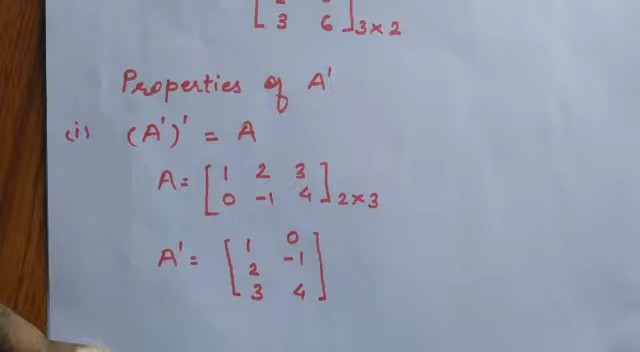 3 6 ]3×2
Properties of A'
(i) (A')' = A
A = [ 1 2 3
0 -1 4 ]2×3
A' = [ 1 0
2 -1
3 4 ]